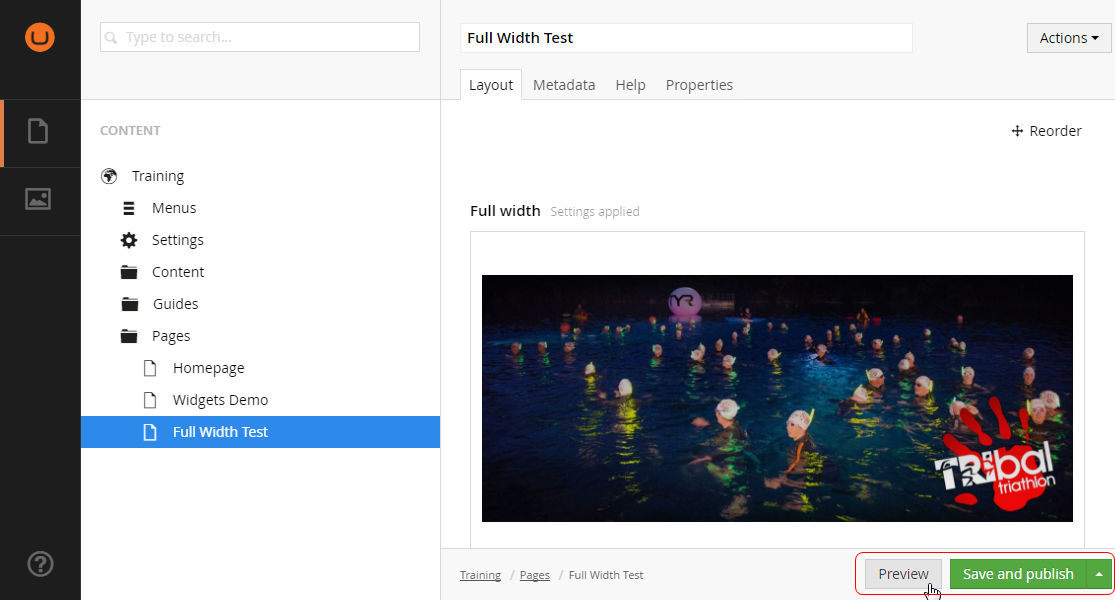 Type to search...
Full Width Test
Actions
Layout Metadata Help Properties
CONTENT
Reorder
Training
Menus
Settings
Content
Guides
Pages
Homepage
Widgets Demo
Full Width Test
Full width Settings applied
TYR
TRibal
triathlon
Training / Pages / Full Width Test
Preview
Save and publish